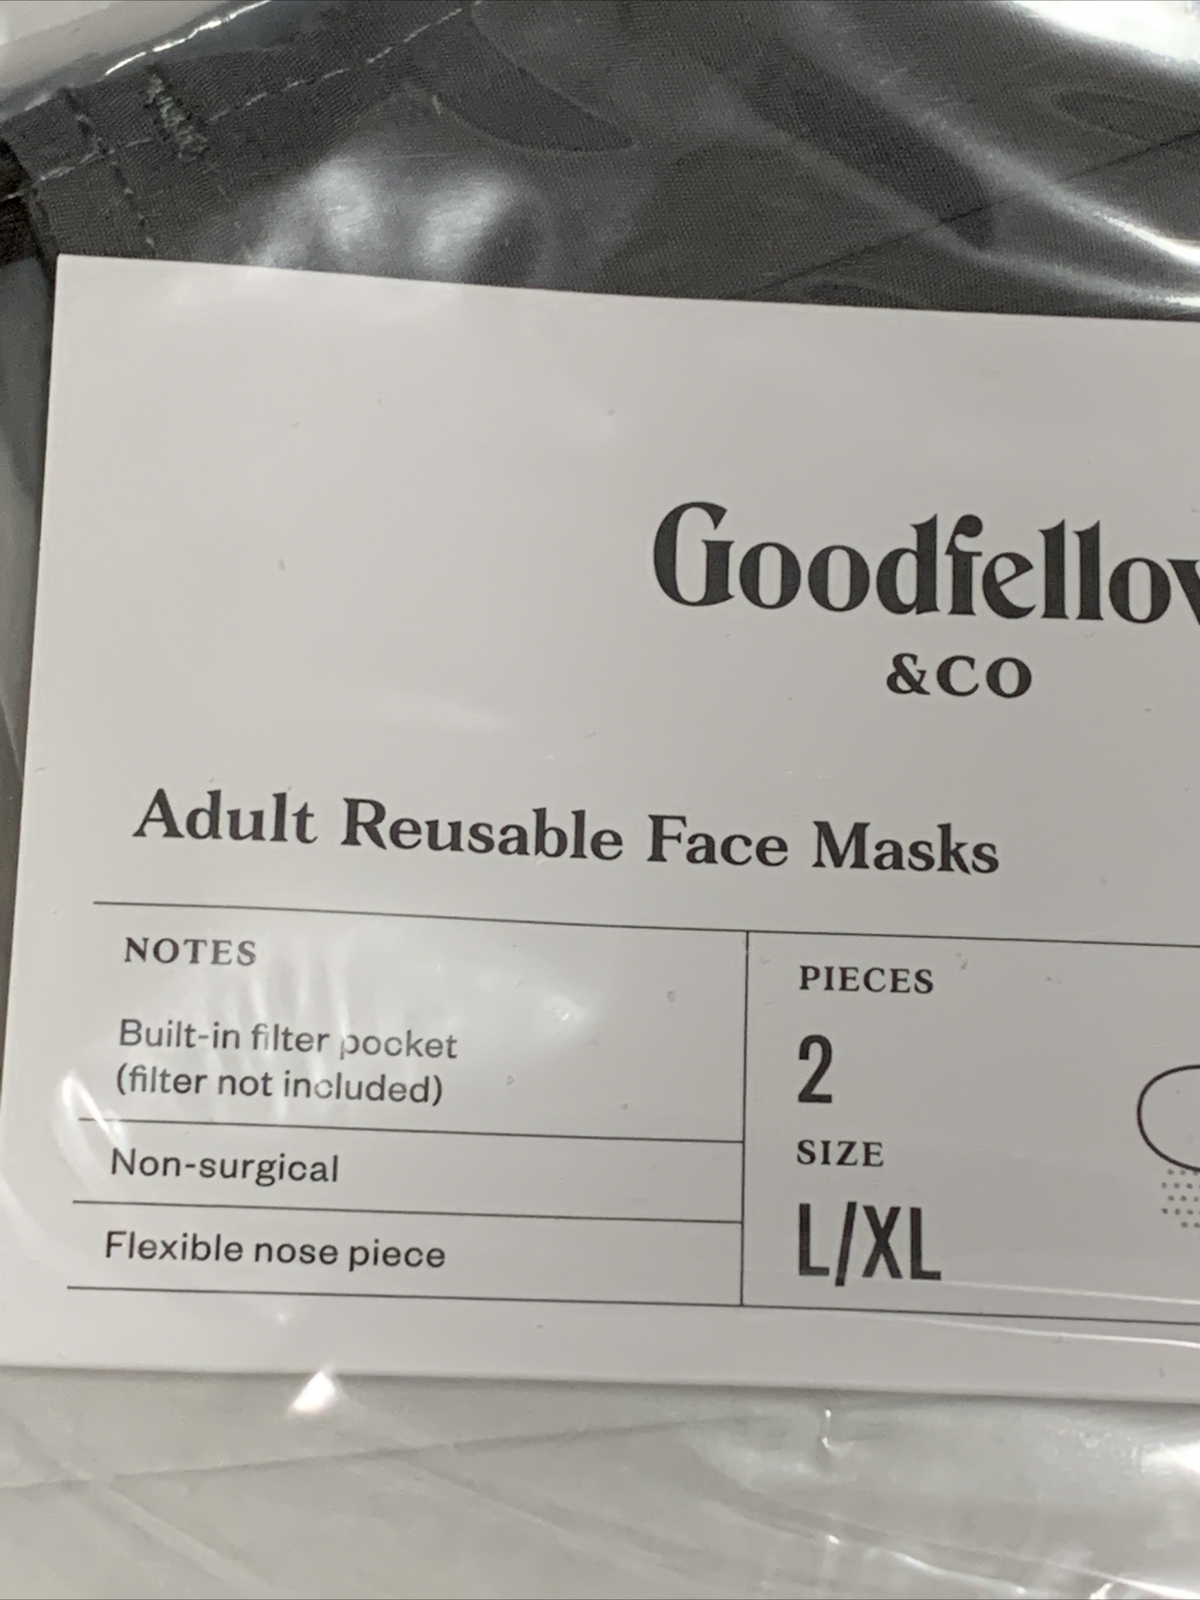 Goodfellow
&CO
Adult Reusable Face Masks
NOTES
Built-in filter pocket
(filter not included)
Non-surgical
Flexible nose piece
PIECES
2
SIZE
L/XL